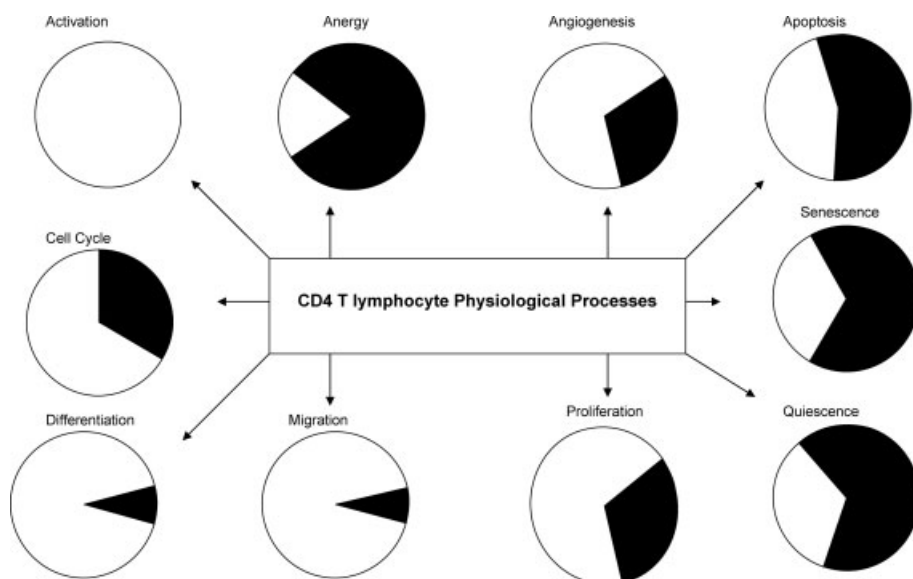 Activation
Anergy
Angiogenesis
Apoptosis
Senescence
Cell Cycle
CD4 T lymphocyte Physiological Processes
Differentiation
Migration
Proliferation
Quiescence